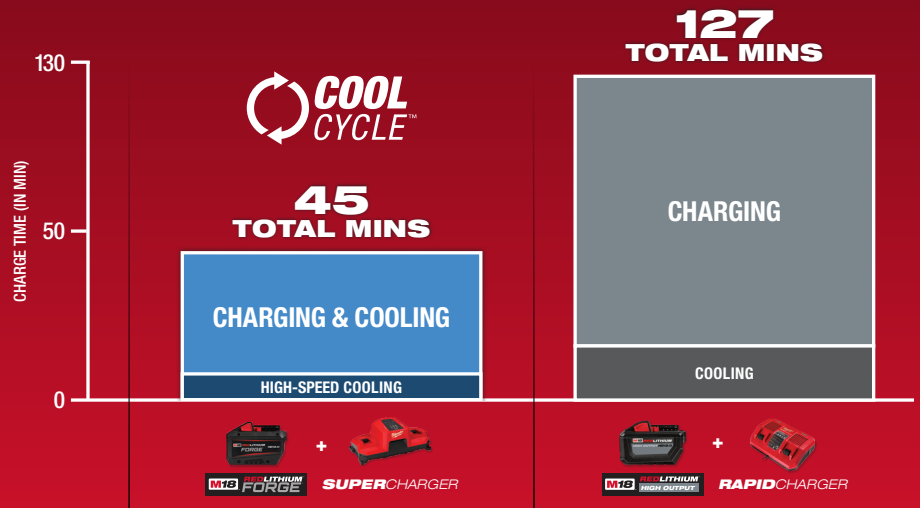 127
TOTAL MINS
130
COOL
CYCLE™
CHARGING
45
TOTAL MINS
50
CHARGE TIME (IN MIN)
CHARGING & COOLING
HIGH-SPEED COOLING
COOLING
0
+
+
M18 REDLITHIUM
FORGE
SUPERCHARGER
M18 REDLITHIUM
HIGH OUTPUT
RAPIDCHARGER